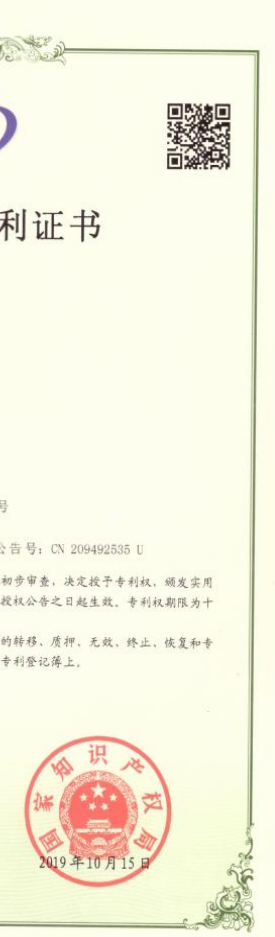 利证书
号
公告号：CN 209492535 U
初步审查，决定授予专利权，颁发实用
授权公告之日起生效。专利权期限为十
的转移、质押、无效、终止、恢复和专
专利登记簿上。
国家知识产权局
2019年10月15日